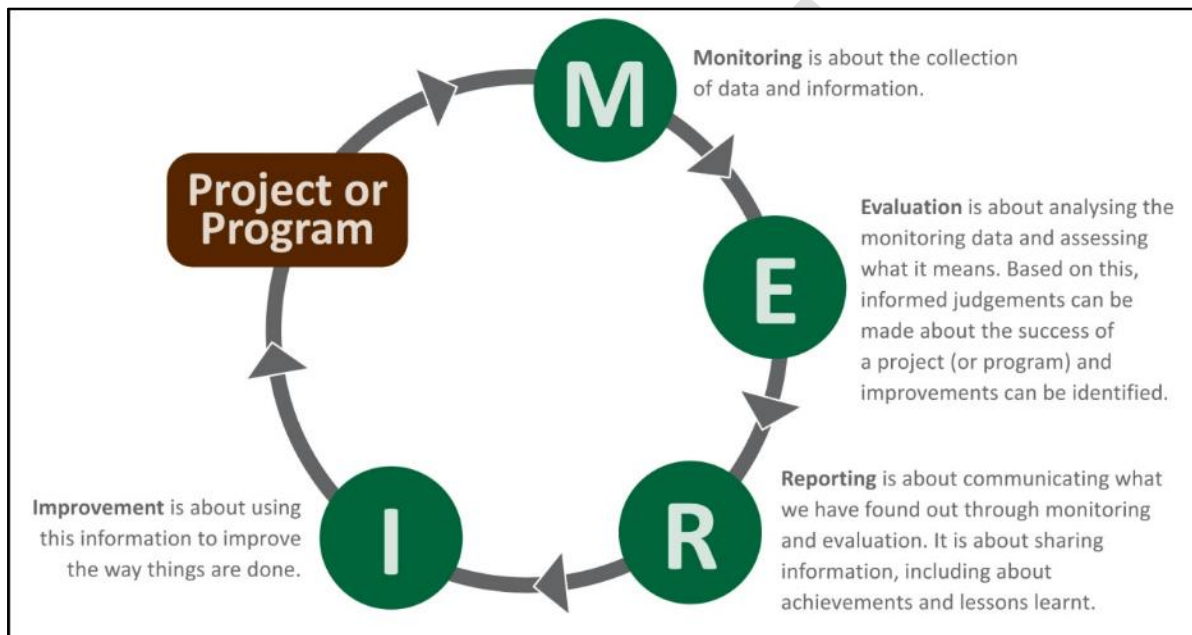 M
Monitoring is about the collection
of data and information.
Project or
Program
E
Evaluation is about analysing the
monitoring data and assessing
what it means. Based on this,
informed judgements can be
made about the success of
a project (or program) and
improvements can be identified.
R
Reporting is about communicating what
we have found out through monitoring
and evaluation. It is about sharing
information, including about
achievements and lessons learnt.
I
Improvement is about using
this information to improve
the way things are done.